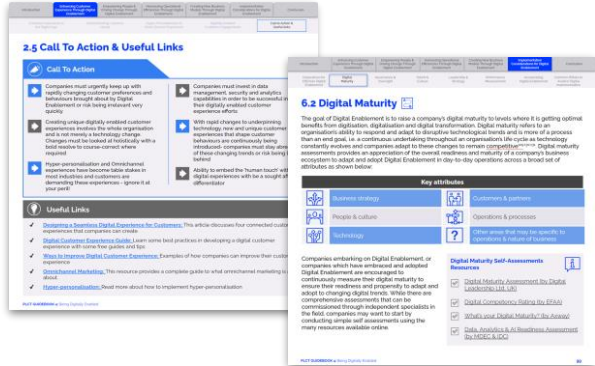 2.5 Call To Action & Useful Links
Call To Action
Companies must urgently keep up with
rapidly changing customer preferences and
behaviours brought about by Digital
Enablement or risk being irrelevant very
quickly
Creating unique digitally enabled customer
experiences involves the whole organisation
and is not merely a technology change.
Changes must be looked at holistically with a
bold resolve to course-correct where
required
Hyper-personalisation and Omnichannel
experiences have become table stakes in
most industries and customers are
demanding these experiences - ignore it at
your peril!
Companies must invest in data
management, security and analytics
capabilities in order to be successful in
their digitally enabled customer
experience efforts
With rapid changes to underpinning
technology, new and unique customer
experiences that shape customer
behaviours are continuously being
introduced- companies must stay abreast
of these changing trends or risk being left
behind
Ability to embed the 'human touch' with
digital experiences will be a sought after
differentiator
Useful Links
Designing a Seamless Digital Experience for Customers: This article discusses four connected customer
experiences that companies can create
Digital Customer Experience Guide: Learn some best practices in developing a digital customer
experience with some free guides and tips
Ways to Improve Digital Customer Experience: Examples of how companies can improve their customer
experience
Omnichannel Marketing: This resource provides a complete guide to what omnichannel marketing is all
about.
Hyper-personalisation: Read more about how to implement hyper-personalisation
6.2 Digital Maturity
The goal of Digital Enablement is to raise a company's digital maturity to levels where it is getting optimal
benefits from digitisation, digitalisation and digital transformation. Digital maturity refers to an
organisation's ability to respond and adapt to disruptive technological trends and is more of a process
than an end goal, i.e. a continuous undertaking throughout an organisation's life cycle as technology
constantly evolves and companies adapt to these changes to remain competitive. Digital maturity
assessments provide an appreciation of the overall readiness and maturity of a company's business
ecosystem to adapt and adopt Digital Enablement in day-to-day operations across a broad set of
attributes as shown below:
Key attributes
Business strategy
Customers & partners
People & culture
Operations & processes
Technology
Other areas that may be specific to
operations & nature of business
Companies embarking on Digital Enablement, or
companies which have embraced and adopted
Digital Enablement are encouraged to
continuously measure their digital maturity to
ensure their readiness and propensity to adapt and
adopt to changing digital trends. While there are
comprehensive assessments that can be
commissioned through independent specialists in
the field, companies may want to start by
conducting simple self assessments using the
many resources available online.
Digital Maturity Self-Assessments
Resources
Digital Maturity Assessment (by Digital
Leadership Ltd, UK)
Digital Competency Rating (by EFAA)
What's your Digital Maturity? (by Axway)
Data, Analytics & AI Readiness Assessment
(by MDEC & IDC)